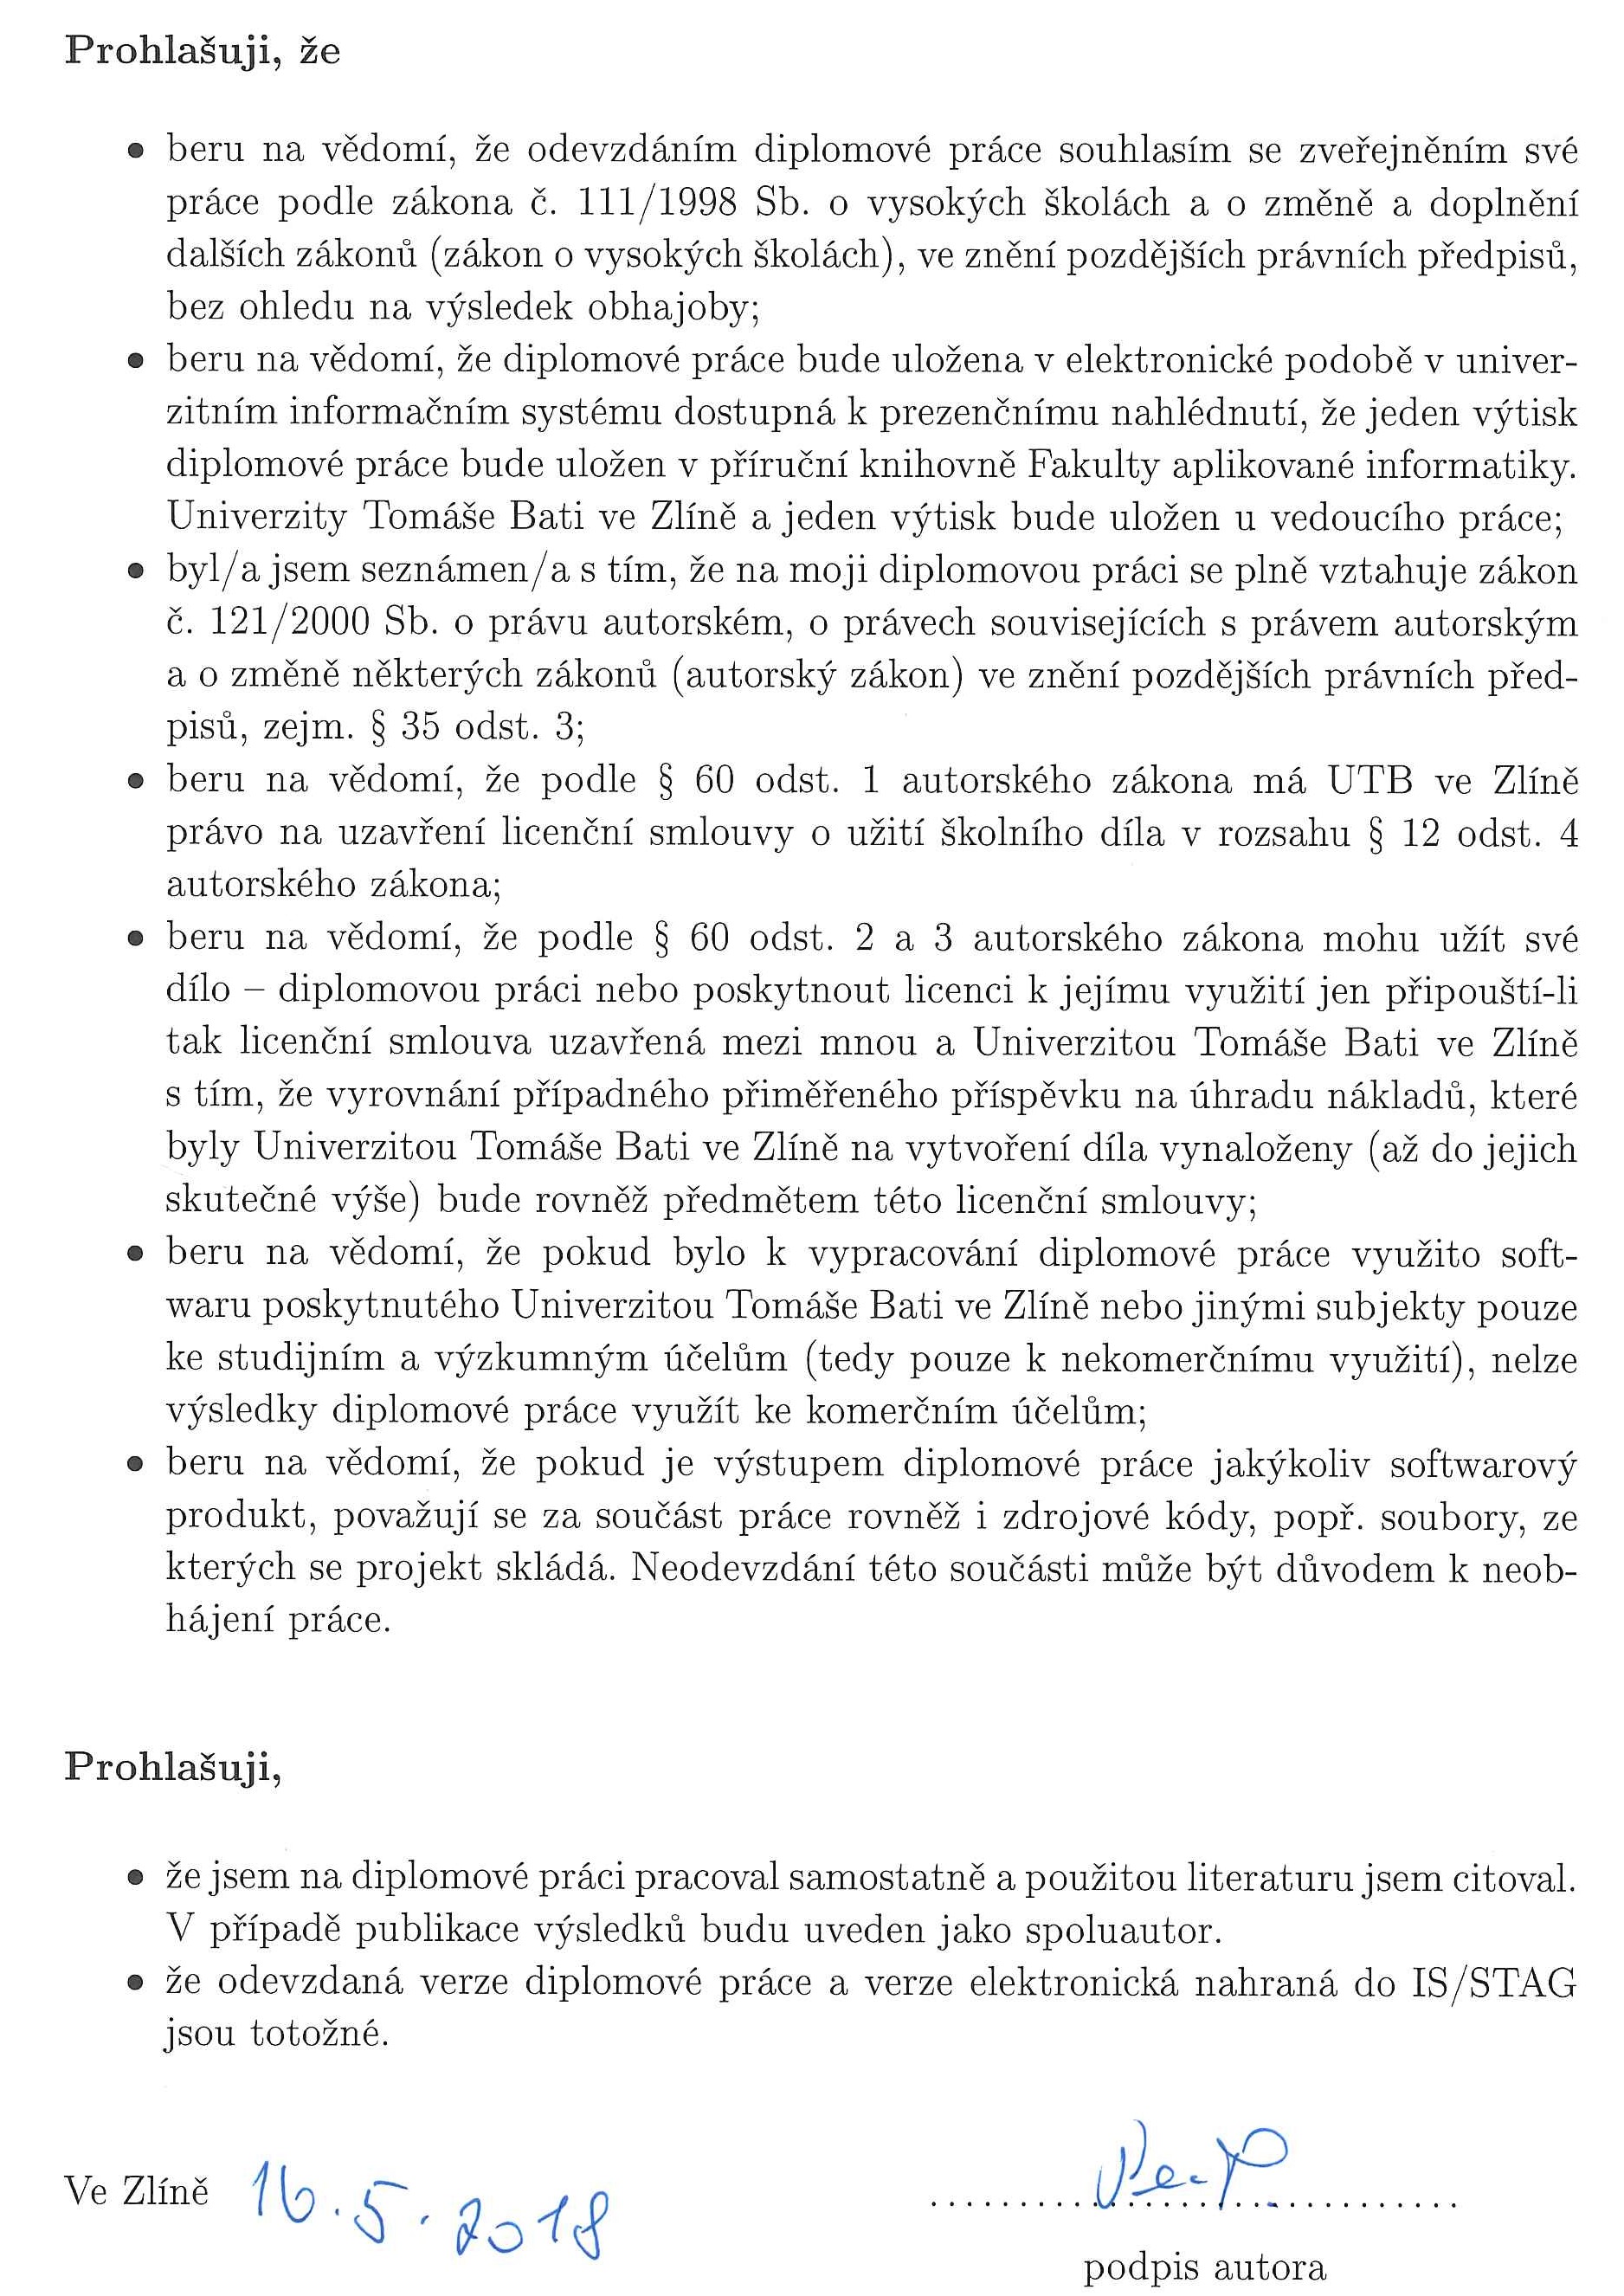 Prohlašuji, že
• beru na vědomí, že odevzdáním diplomové práce souhlasím se zveřejněním své
práce podle zákona č. 111/1998 Sb. o vysokých školách a o změně a doplnění
dalších zákonů (zákon o vysokých školách), ve znění pozdějších právních předpisů,
bez ohledu na výsledek obhajoby;
• beru na vědomí, že diplomové práce bude uložena v elektronické podobě v univer-
zitním informačním systému dostupná k prezenčnímu nahlédnutí, že jeden výtisk
diplomové práce bude uložen v příruční knihovně Fakulty aplikované informatiky.
Univerzity Tomáše Bati ve Zlíně a jeden výtisk bude uložen u vedoucího práce;
• byl/a jsem seznámen/a s tím, že na moji diplomovou práci se plně vztahuje zákon
č. 121/2000 Sb. o právu autorském, o právech souvisejících s právem autorským
a o změně některých zákonů (autorský zákon) ve znění pozdějších právních před-
pisů, zejm. § 35 odst. 3;
• beru na vědomí, že podle § 60 odst. 1 autorského zákona má UTB ve Zlíně
právo na uzavření licenční smlouvy o užití školního díla v rozsahu § 12 odst. 4
autorského zákona;
• beru na vědomí, že podle § 60 odst. 2 a 3 autorského zákona mohu užít své
dílo – diplomovou práci nebo poskytnout licenci k jejímu využití jen připouští-li
tak licenční smlouva uzavřená mezi mnou a Univerzitou Tomáše Bati ve Zlíně
s tím, že vyrovnání případného přiměřeného příspěvku na úhradu nákladů, které
byly Univerzitou Tomáše Bati ve Zlíně na vytvoření díla vynaloženy (až do jejich
skutečné výše) bude rovněž předmětem této licenční smlouvy;
• beru na vědomí, že pokud bylo k vypracování diplomové práce využito soft-
waru poskytnutého Univerzitou Tomáše Bati ve Zlíně nebo jinými subjekty pouze
ke studijním a výzkumným účelům (tedy pouze k nekomerčnímu využití), nelze
výsledky diplomové práce využít ke komerčním účelům;
• beru na vědomí, že pokud je výstupem diplomové práce jakýkoliv softwarový
produkt, považují se za součást práce rovněž i zdrojové kódy, popř. soubory, ze
kterých se projekt skládá. Neodevzdání této součásti může být důvodem k neob-
hájení práce.
Prohlašuji,
• že jsem na diplomové práci pracoval samostatně a použitou literaturu jsem citoval.
V případě publikace výsledků budu uveden jako spoluautor.
• že odevzdaná verze diplomové práce a verze elektronická nahraná do IS/STAG
jsou totožné.
Ve Zlíně 16.5.2018
podpis autora